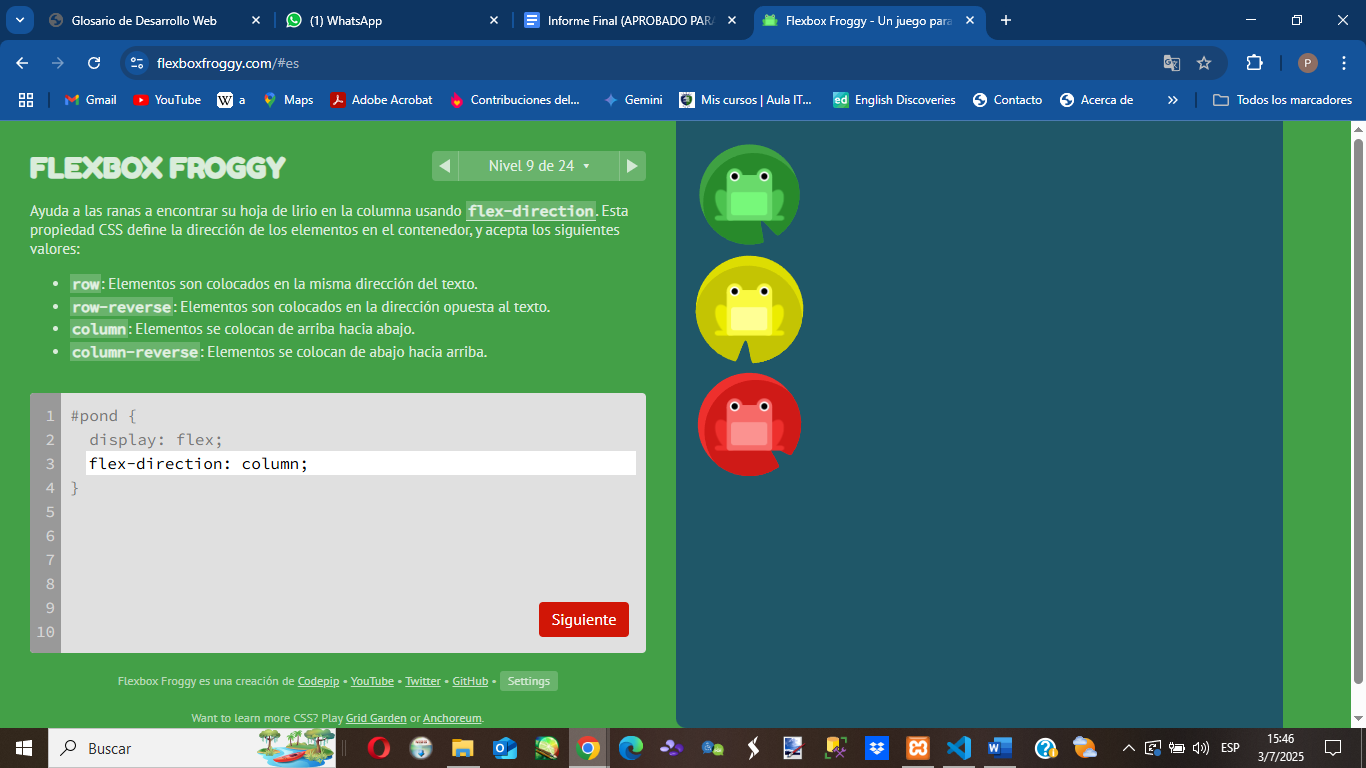 Glosario de Desarrollo Web
(1) WhatsApp
Informe Final (APROBADO PARA
Flexbox Froggy - Un juego para
flexboxfroggy.com/#es
P
Gmail
YouTube
W a
Maps
Adobe Acrobat
Contribuciones del...
Gemini
Mis cursos | Aula IT...
ed English Discoveries
Contacto
Acerca de
»
Todos los marcadores
FLEXBOX FROGGY
Nivel 9 de 24
Ayuda a las ranas a encontrar su hoja de lirio en la columna usando flex-direction. Esta
propiedad CSS define la dirección de los elementos en el contenedor, y acepta los siguientes
valores:
• row: Elementos son colocados en la misma dirección del texto.
• row-reverse: Elementos son colocados en la dirección opuesta al texto.
• column: Elementos se colocan de arriba hacia abajo.
• column-reverse: Elementos se colocan de abajo hacia arriba.
1 #pond {
2 display: flex;
3 flex-direction: column;
4 }
5
6
7
8
9
10
Siguiente
Flexbox Froggy es una creación de Codepip • YouTube • Twitter • GitHub • Settings
Want to learn more CSS? Play Grid Garden or Anchoreum.
Buscar
ESP
15:46
3/7/2025